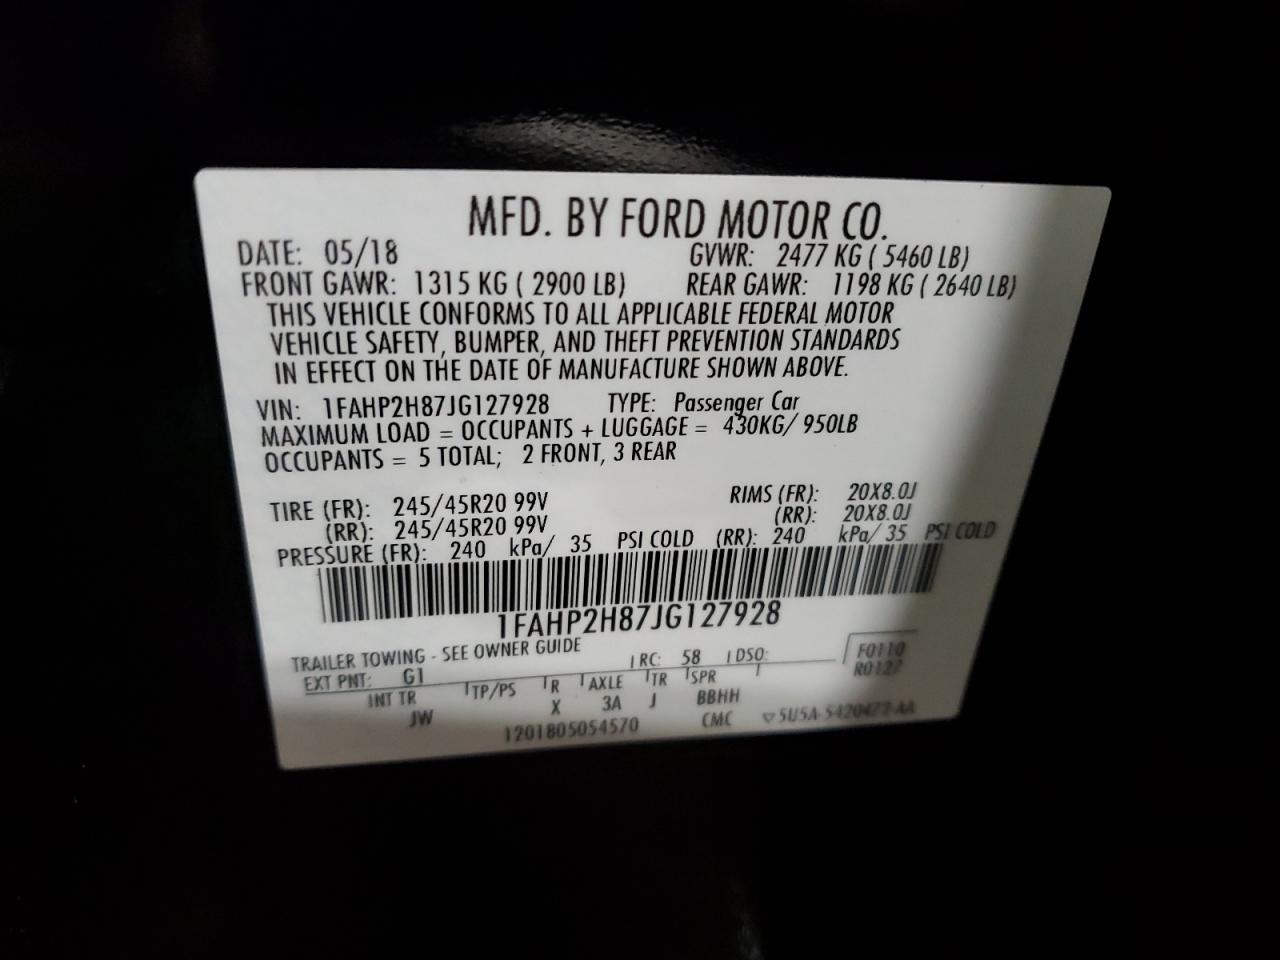 MFD. BY FORD MOTOR CO.
DATE: 05/18 GVWR: 2477 KG ( 5460 LB)
FRONT GAWR: 1315 KG ( 2900 LB) REAR GAWR: 1198 KG ( 2640 LB)
THIS VEHICLE CONFORMS TO ALL APPLICABLE FEDERAL MOTOR
VEHICLE SAFETY, BUMPER, AND THEFT PREVENTION STANDARDS
IN EFFECT ON THE DATE OF MANUFACTURE SHOWN ABOVE.
VIN: 1FAHP2H87JG127928 TYPE: Passenger Car
MAXIMUM LOAD = OCCUPANTS + LUGGAGE = 430KG/ 950LB
OCCUPANTS = 5 TOTAL; 2 FRONT, 3 REAR
TIRE (FR): 245/45R20 99V RIMS (FR): 20X8.0J
(RR): 245/45R20 99V (RR): 20X8.0J
PRESSURE (FR): 240 kPa/ 35 PSI COLD (RR): 240 kPa/ 35 PSI COLD
1FAHP2H87JG127928
TRAILER TOWING - SEE OWNER GUIDE
EXT PNT: G1 RC: 58 DSO: F0110
R0127
INT TR TP/PS R AXLE TR SPR
JW X 3A J BBHH
1201805054570 CMC ▽5U5A-5420472-AA